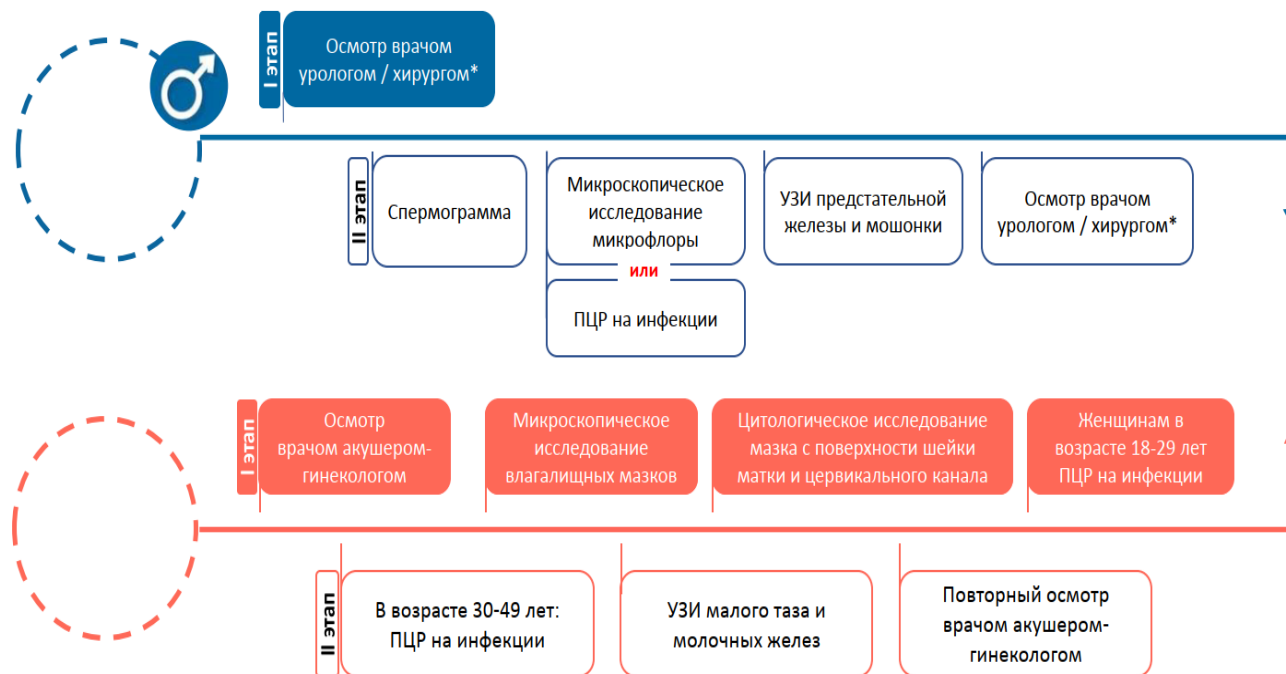 I этап
Осмотр врачом
урологом / хирургом*
II этап
Спермограмма
Микроскопическое
исследование
микрофлоры
или
ПЦР на инфекции
УЗИ предстательной
железы и мошонки
Осмотр врачом
урологом / хирургом*
I этап
Осмотр
врачом акушером-
гинекологом
Микроскопическое
исследование
влагалищных мазков
Цитологическое исследование
мазка с поверхности шейки
матки и цервикального канала
Женщинам в
возрасте 18-29 лет
ПЦР на инфекции
II этап
В возрасте 30-49 лет:
ПЦР на инфекции
УЗИ малого таза и
молочных желез
Повторный осмотр
врачом акушером-
гинекологом